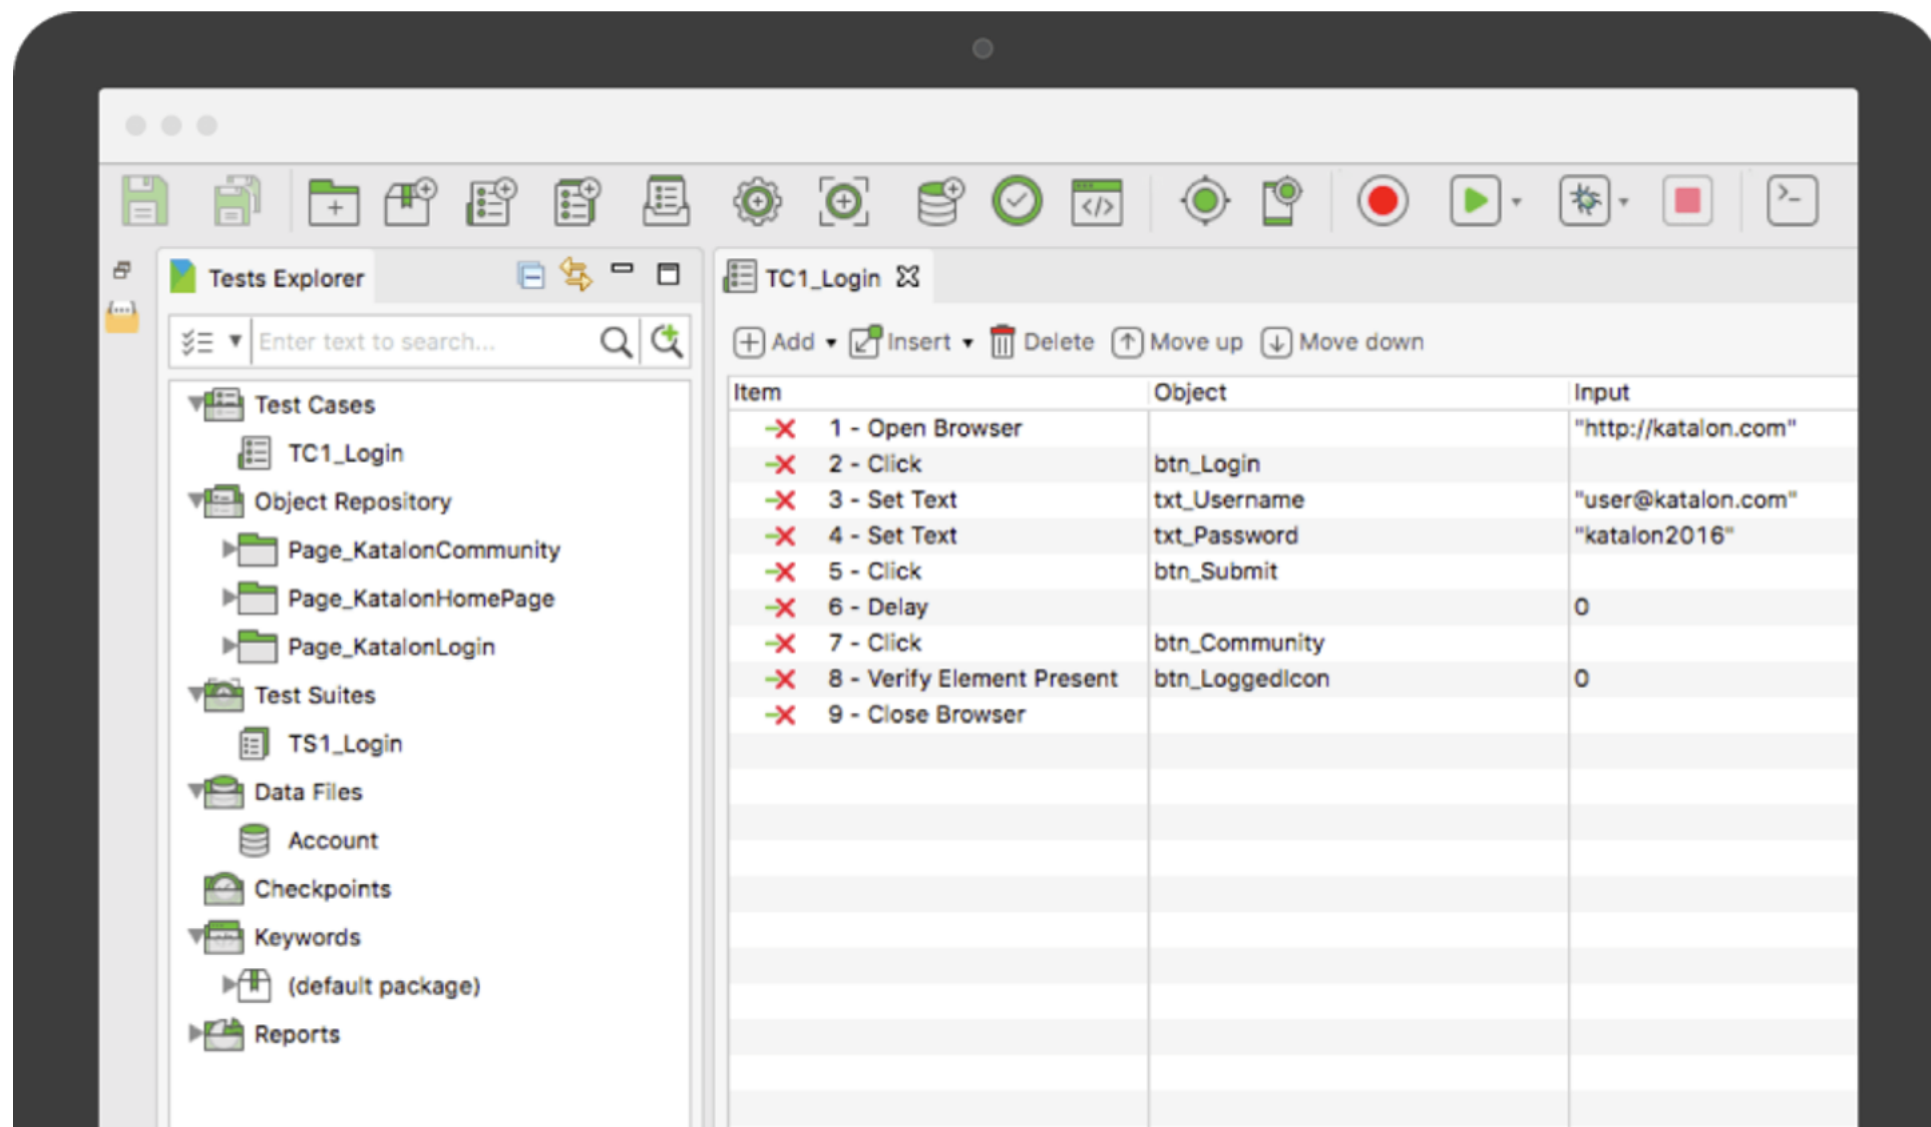 Tests Explorer
Enter text to search...
Test Cases
TC1_Login
Object Repository
Page_KatalonCommunity
Page_KatalonHomePage
Page_KatalonLogin
Test Suites
TS1_Login
Data Files
Account
Checkpoints
Keywords
(default package)
Reports
TC1_Login
Add Insert Delete Move up Move down
Item Object Input
1 - Open Browser "http://katalon.com"
2 - Click btn_Login
3 - Set Text txt_Username "user@katalon.com"
4 - Set Text txt_Password "katalon2016"
5 - Click btn_Submit
6 - Delay 0
7 - Click btn_Community
8 - Verify Element Present btn_LoggedIcon 0
9 - Close Browser